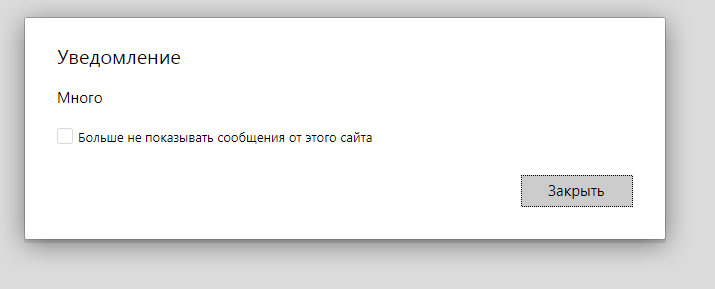 Уведомление
Много
Больше не показывать сообщения от этого сайта
Закрыть